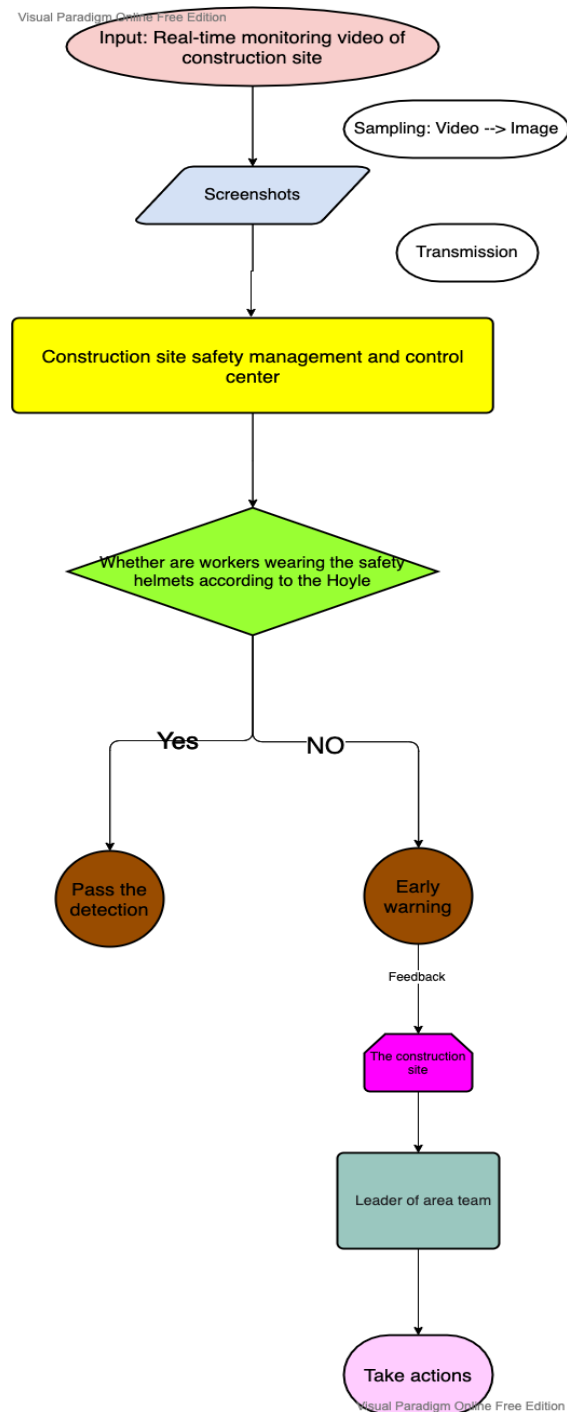 Visual Paradigm Online Free Edition
Input: Real-time monitoring video of
construction site
Sampling: Video --> Image
Screenshots
Transmission
Construction site safety management and control
center
Whether are workers wearing the safety
helmets according to the Hoyle
Yes
NO
Pass the
detection
Early
warning
Feedback
The construction
site
Leader of area team
Take actions
Visual Paradigm Online Free Edition